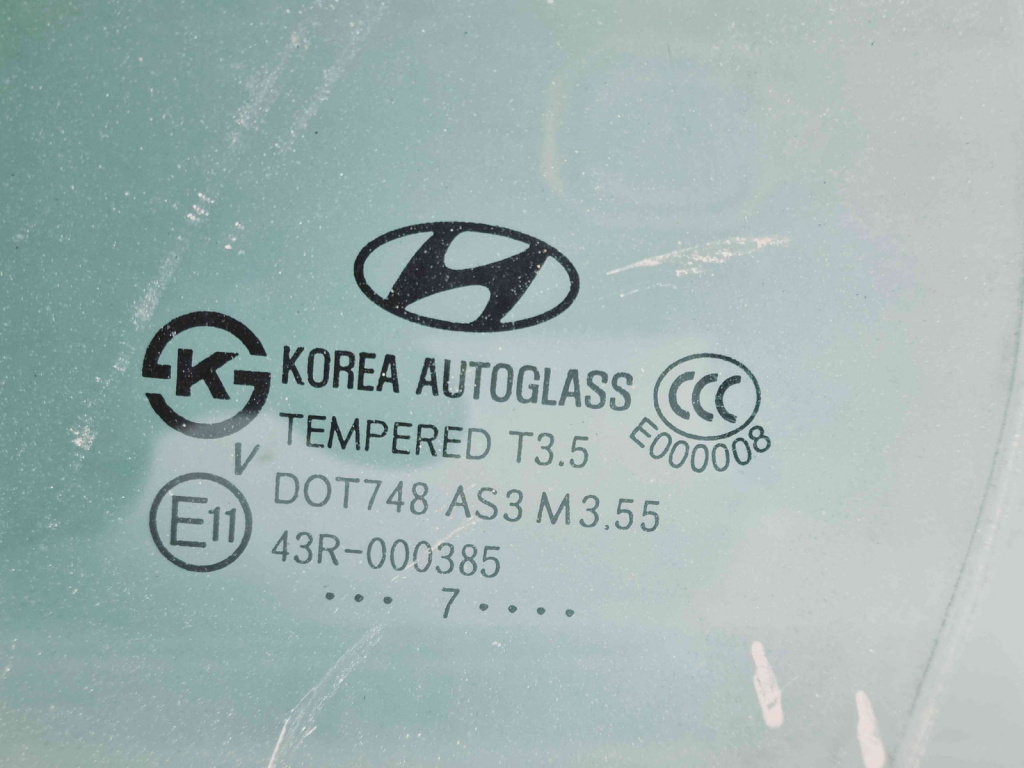 K
KOREA AUTOGLASS
CCC
E000008
TEMPERED T3.5
V
E11
DOT748 AS3 M3,55
43R-000385
••• 7 ••••